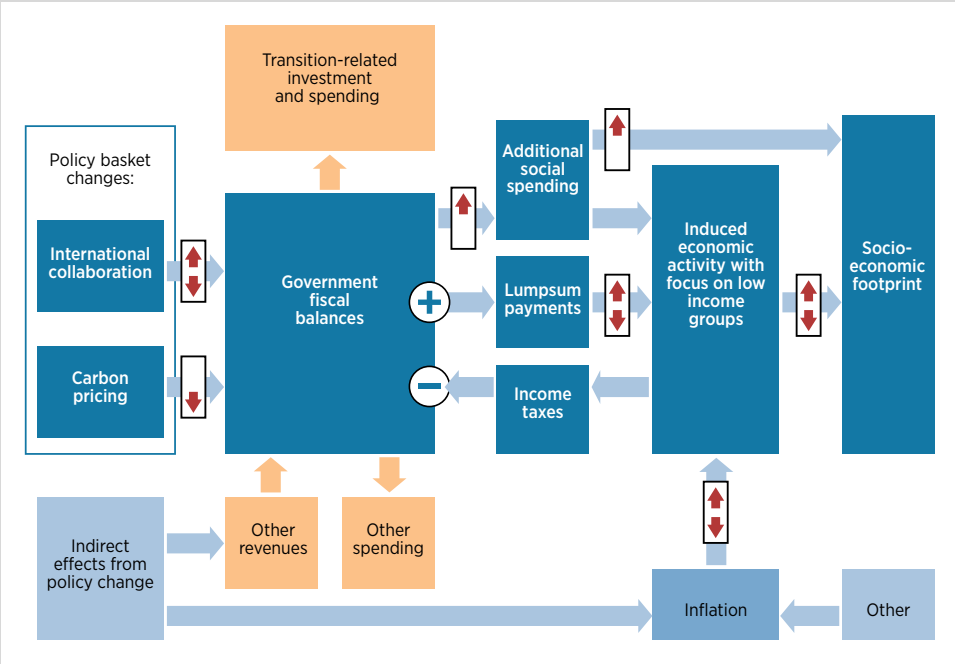 Transition-related
investment
and spending
Policy basket
changes:
International
collaboration
Carbon
pricing
Government
fiscal
balances
+
−
Additional
social
spending
Lumpsum
payments
Income
taxes
Induced
economic
activity with
focus on low
income
groups
Socio-
economic
footprint
Indirect
effects from
policy change
Other
revenues
Other
spending
Inflation
Other